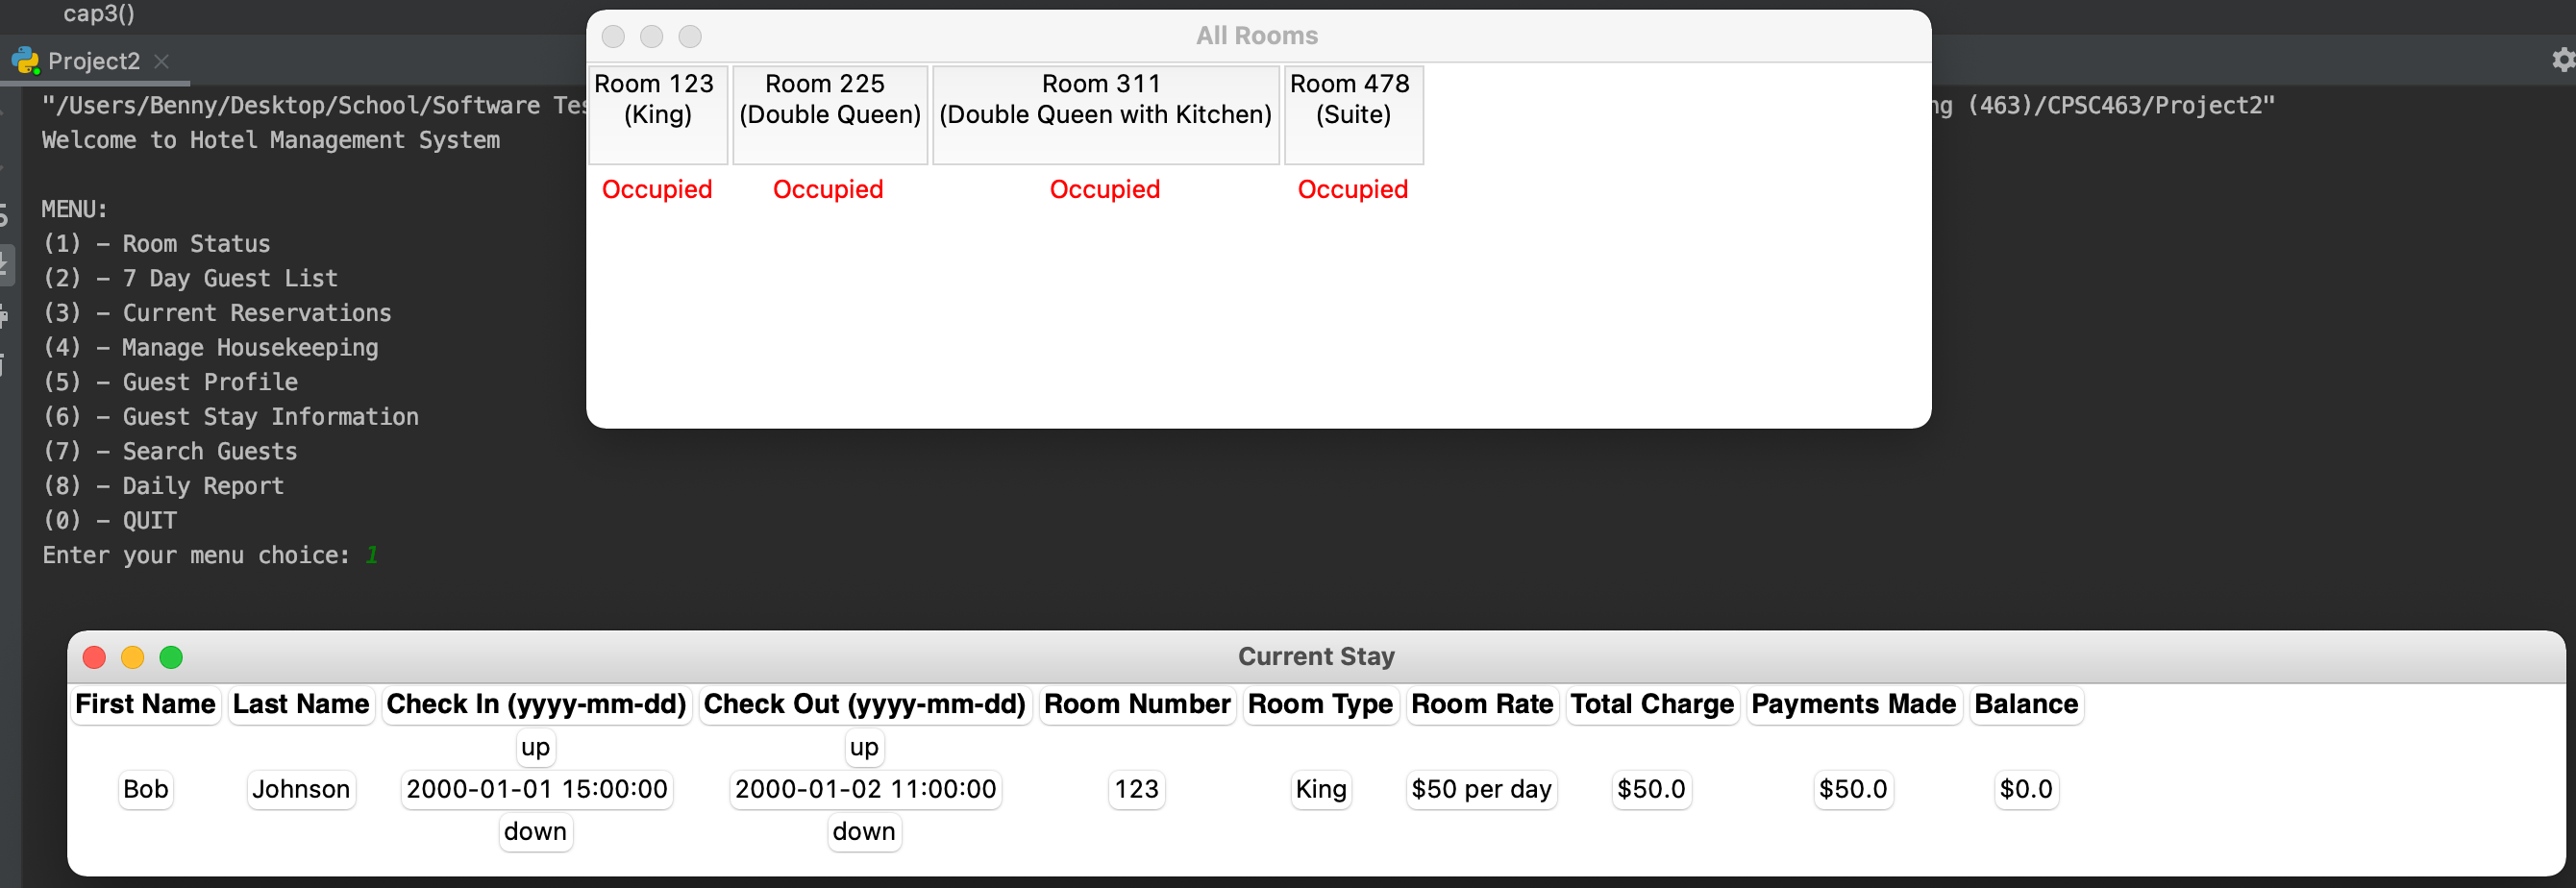 cap3()
Project2
"/Users/Benny/Desktop/School/Software Tes
ng (463)/CPSC463/Project2"
Welcome to Hotel Management System
MENU:
(1) – Room Status
(2) – 7 Day Guest List
(3) – Current Reservations
(4) – Manage Housekeeping
(5) – Guest Profile
(6) – Guest Stay Information
(7) – Search Guests
(8) – Daily Report
(0) – QUIT
Enter your menu choice: 1
All Rooms
Room 123 Room 225 Room 311 Room 478
(King) (Double Queen) (Double Queen with Kitchen) (Suite)
Occupied Occupied Occupied Occupied
Current Stay
First Name Last Name Check In (yyyy-mm-dd) Check Out (yyyy-mm-dd) Room Number Room Type Room Rate Total Charge Payments Made Balance
up up
Bob Johnson 2000-01-01 15:00:00 2000-01-02 11:00:00 123 King $50 per day $50.0 $50.0 $0.0
down down